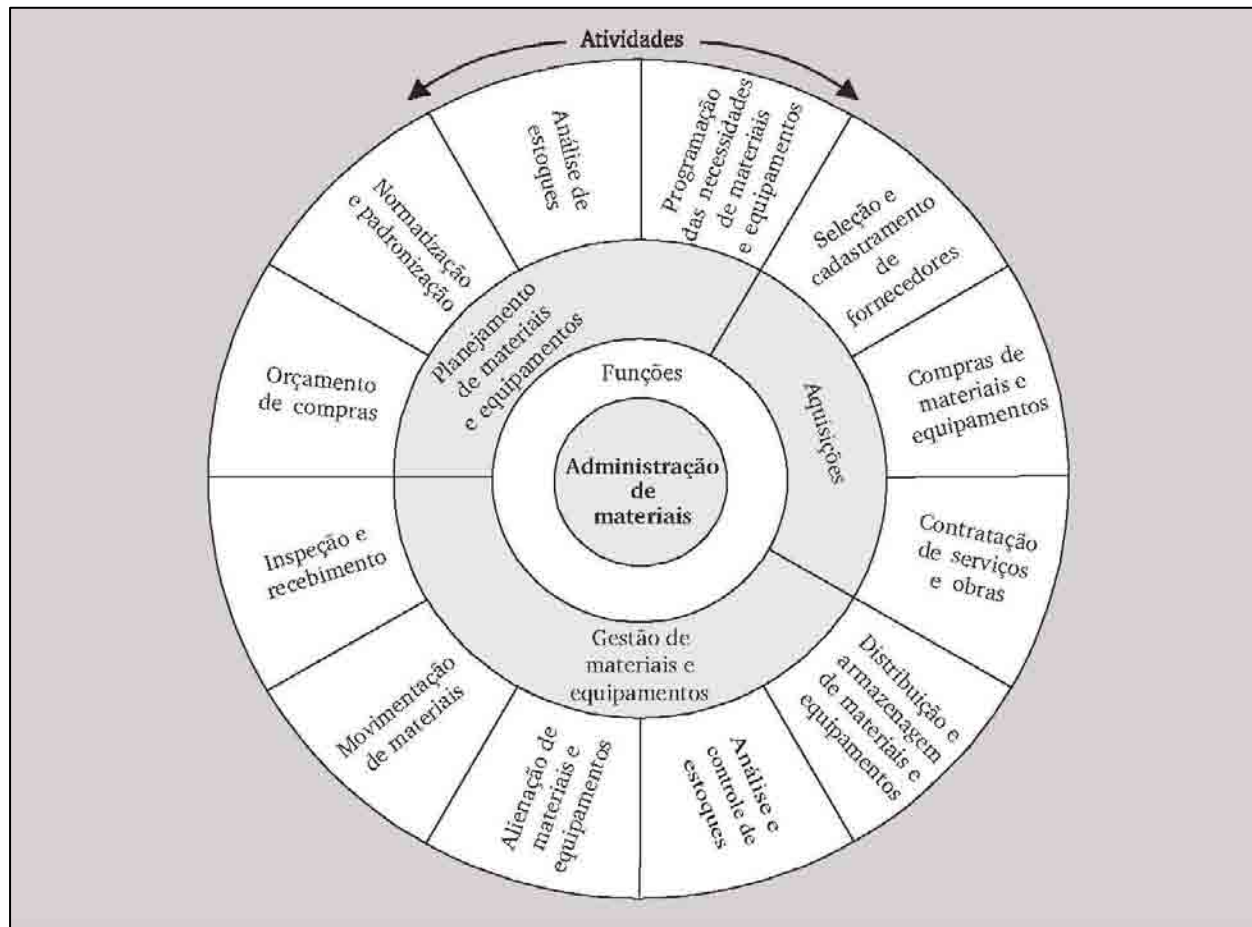 Atividades
Análise de
estoques
Programação
das necessidades
de materiais
e equipamentos
Seleção e
cadastramento
de
fornecedores
Compras de
materiais e
equipamentos
Contratação
de serviços
e obras
Distribuição e
armazenagem
de materiais e
equipamentos
Análise e
controle de
estoques
Alienação de
materiais e
equipamentos
Movimentação
de materiais
Inspeção e
recebimento
Orçamento
de compras
Normatização
e padronização
Planejamento
de materiais
e equipamentos
Aquisições
Gestão de
materiais e
equipamentos
Funções
Administração
de
materiais